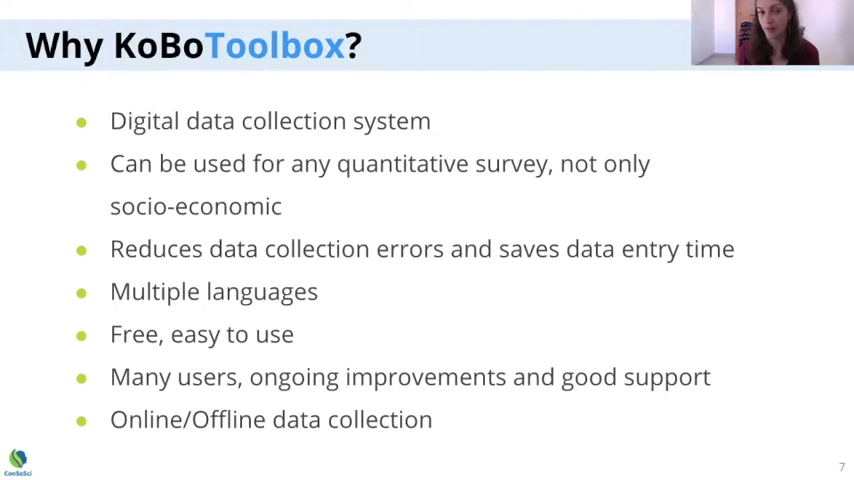 Why KoBoToolbox?
● Digital data collection system
● Can be used for any quantitative survey, not only
socio-economic
● Reduces data collection errors and saves data entry time
● Multiple languages
● Free, easy to use
● Many users, ongoing improvements and good support
● Online/Offline data collection
ConSoSci
7